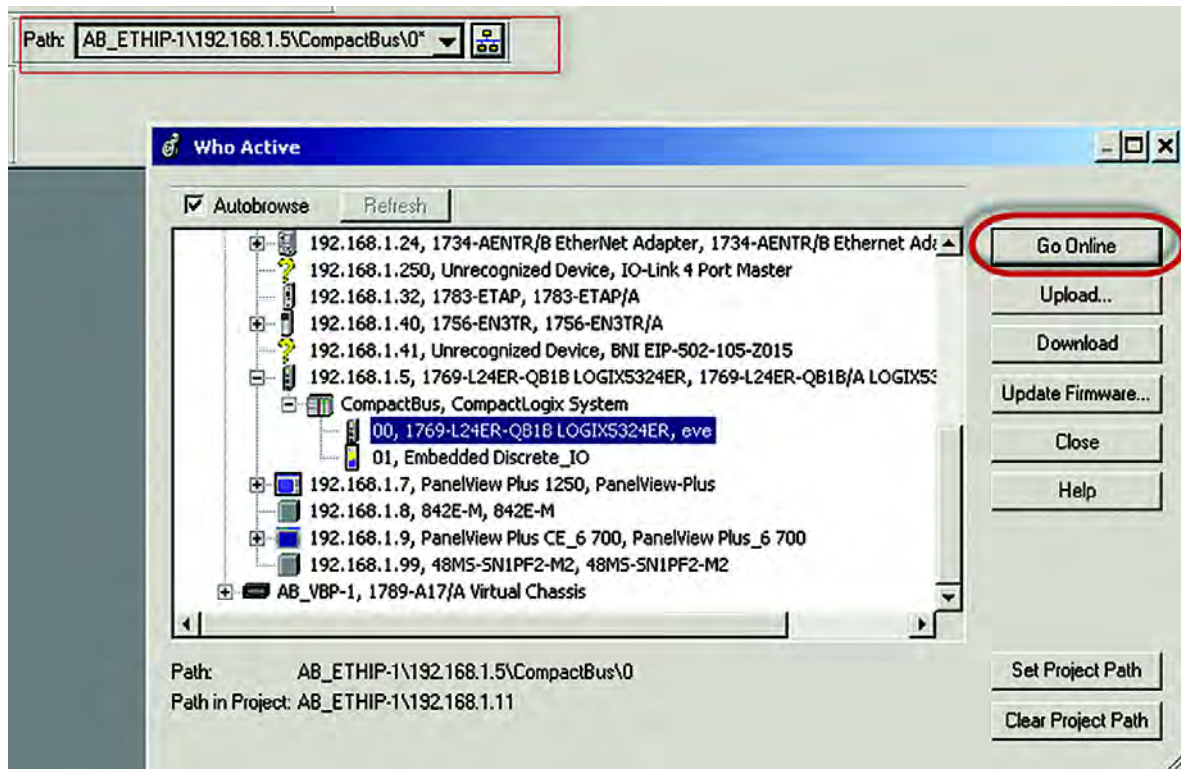 Path: AB_ETHIP-1\192.168.1.5\CompactBus\0*
Who Active
Autobrowse Refresh
192.168.1.24, 1734-AENTR/B EtherNet Adapter, 1734-AENTR/B Ethernet Ada
Go Online
192.168.1.250, Unrecognized Device, IO-Link 4 Port Master
192.168.1.32, 1783-ETAP, 1783-ETAP/A
Upload...
192.168.1.40, 1756-EN3TR, 1756-EN3TR/A
192.168.1.41, Unrecognized Device, BNI EIP-502-105-Z015
Download
192.168.1.5, 1769-L24ER-QB1B LOGIX5324ER, 1769-L24ER-QB1B/A LOGIX53
Update Firmware...
CompactBus, CompactLogix System
00, 1769-L24ER-QB1B LOGIX5324ER, eve
Close
01, Embedded Discrete_IO
192.168.1.7, PanelView Plus 1250, PanelView-Plus
Help
192.168.1.8, 842E-M, 842E-M
192.168.1.9, PanelView Plus CE_6 700, PanelView Plus_6 700
192.168.1.99, 48MS-SN1PF2-M2, 48MS-SN1PF2-M2
AB_VBP-1, 1789-A17/A Virtual Chassis
Path: AB_ETHIP-1\192.168.1.5\CompactBus\0
Set Project Path
Path in Project: AB_ETHIP-1\192.168.1.11
Clear Project Path